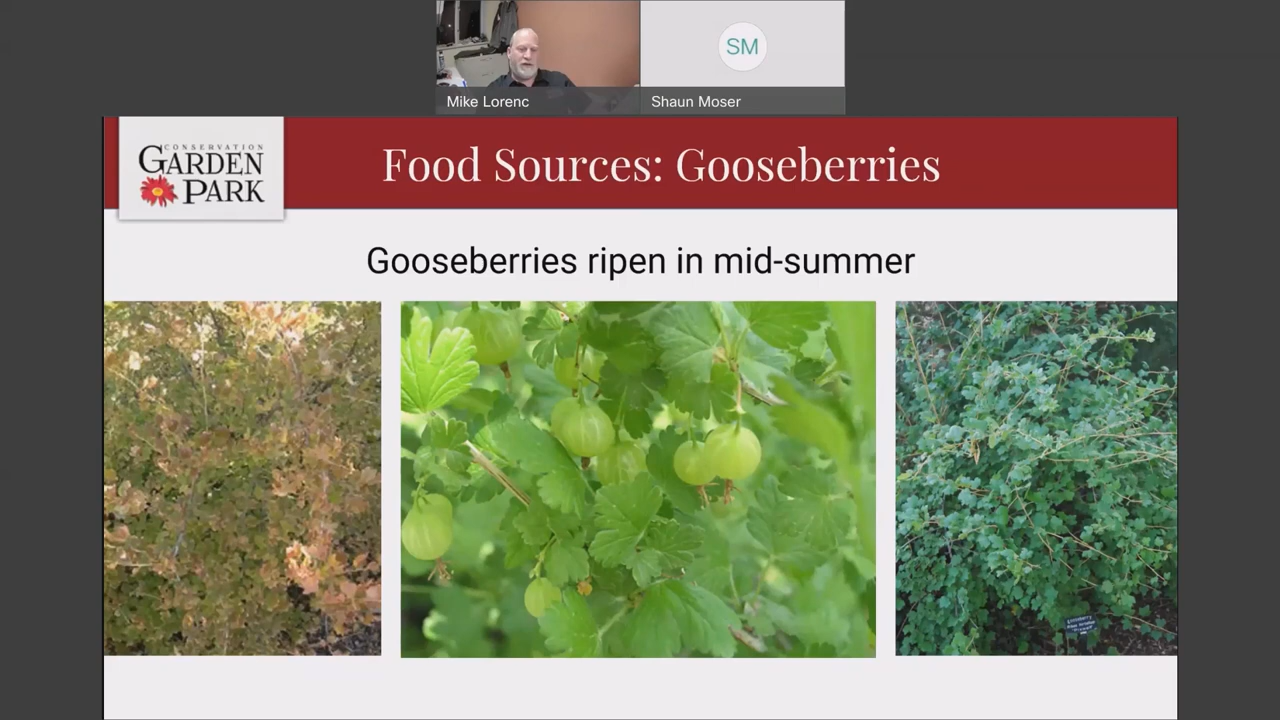 SM
Mike Lorenc
Shaun Moser
CONSERVATION
GARDEN
PARK
Food Sources: Gooseberries
Gooseberries ripen in mid-summer